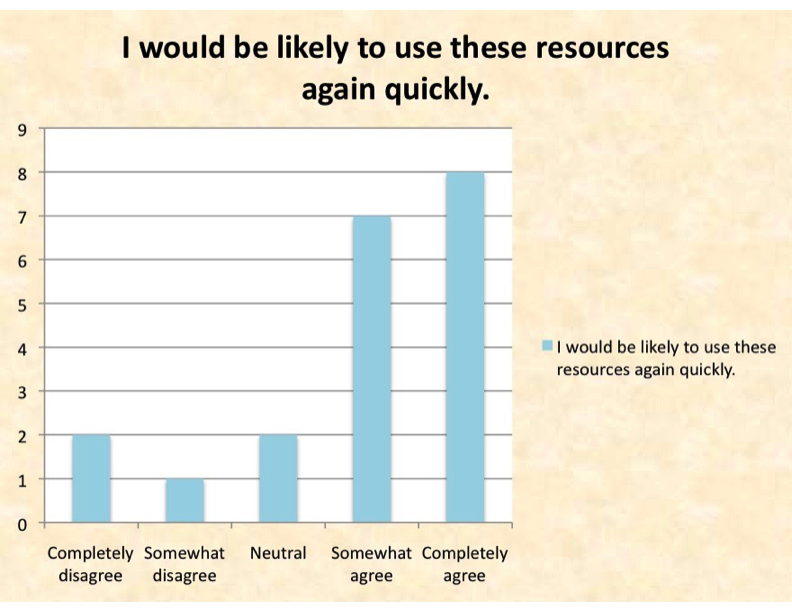 I would be likely to use these resources
again quickly.
9
8
7
6
5
4
3
2
1
0
Completely disagree
Somewhat disagree
Neutral
Somewhat agree
Completely agree
I would be likely to use these
resources again quickly.